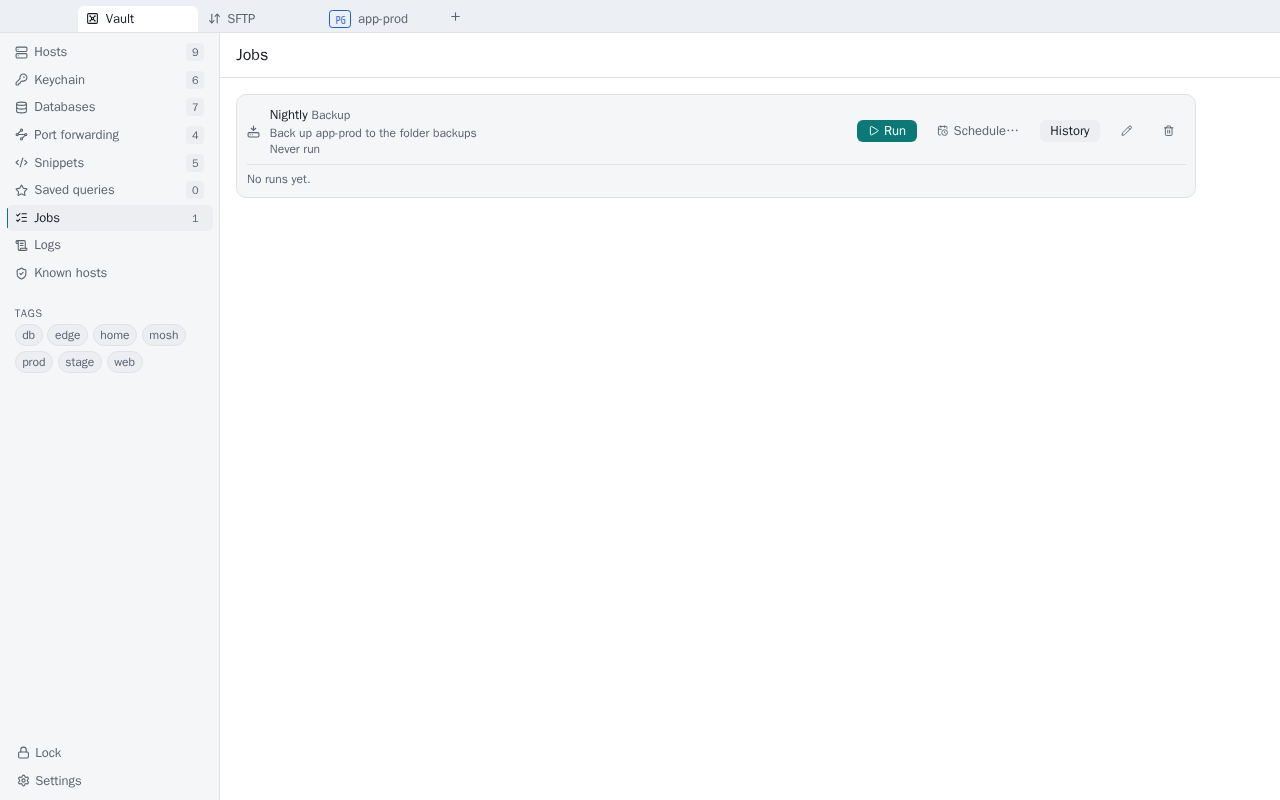 Vault
SFTP
PG app-prod
Hosts 9
Keychain 6
Databases 7
Port forwarding 4
Snippets 5
Saved queries 0
Jobs 1
Logs
Known hosts
TAGS
db edge home mosh
prod stage web
Lock
Settings
Jobs
Nightly Backup
Back up app-prod to the folder backups
Never run
Run Schedule⋯ History
No runs yet.